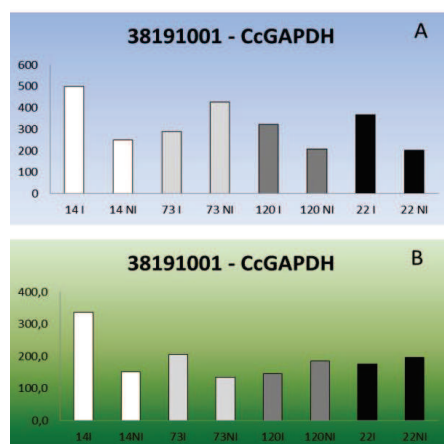 38191001 - CcGAPDH
A
600
500
400
300
200
100
0
14 I 14 NI 73 I 73 NI 120 I 120 NI 22 I 22 NI
38191001 - CcGAPDH
B
400,0
300,0
200,0
100,0
0,0
14I 14NI 73I 73NI 120I 120NI 22I 22NI